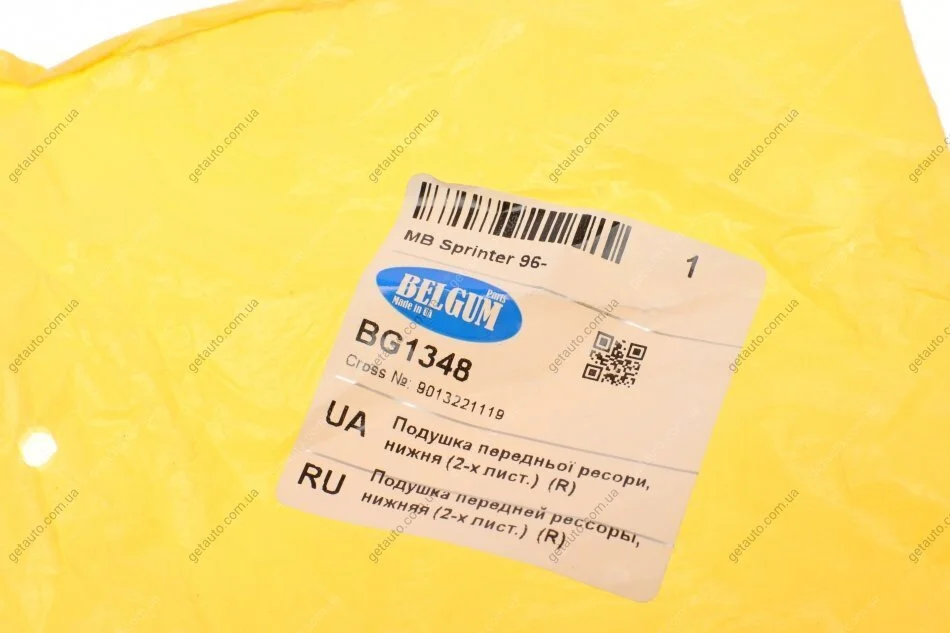 MB Sprinter 96-
1
BELGUM
Parts
Made in UA
BG1348
Cross №: 9013221119
UA
Подушка передньої ресори,
нижня (2-х лист.) (R)
RU
Подушка передней рессоры,
нижняя (2-х лист.) (R)
getauto.com.ua